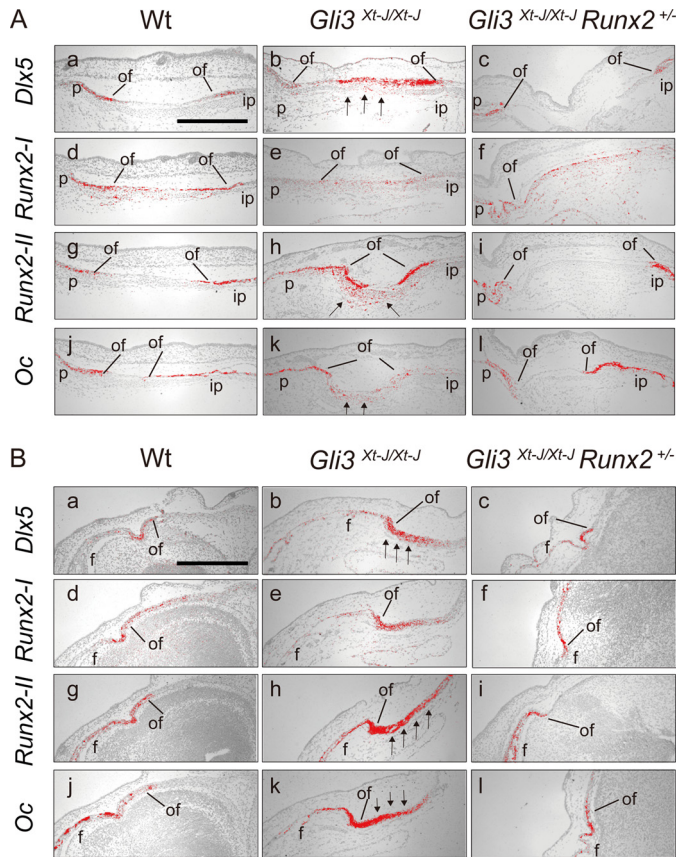 A
Wt
Gli3 Xt-J/Xt-J
Gli3 Xt-J/Xt-J Runx2 +/-
Dlx5
a
p
of
of
ip
b
of
of
p
ip
c
of
of
p
ip
Runx2-I
d
of
of
p
ip
e
of
of
p
ip
f
of
p
ip
Runx2-II
g
of
of
p
ip
h
of
p
ip
i
of
of
p
ip
Oc
j
of
of
p
ip
k
of
p
ip
l
of
of
p
ip
B
Wt
Gli3 Xt-J/Xt-J
Gli3 Xt-J/Xt-J Runx2 +/-
Dlx5
a
of
of
f
b
of
f
c
of
f
Runx2-I
d
of
f
e
of
f
f
of
f
Runx2-II
g
of
f
h
of
f
i
of
f
Oc
j
of
f
k
of
f
l
of
f